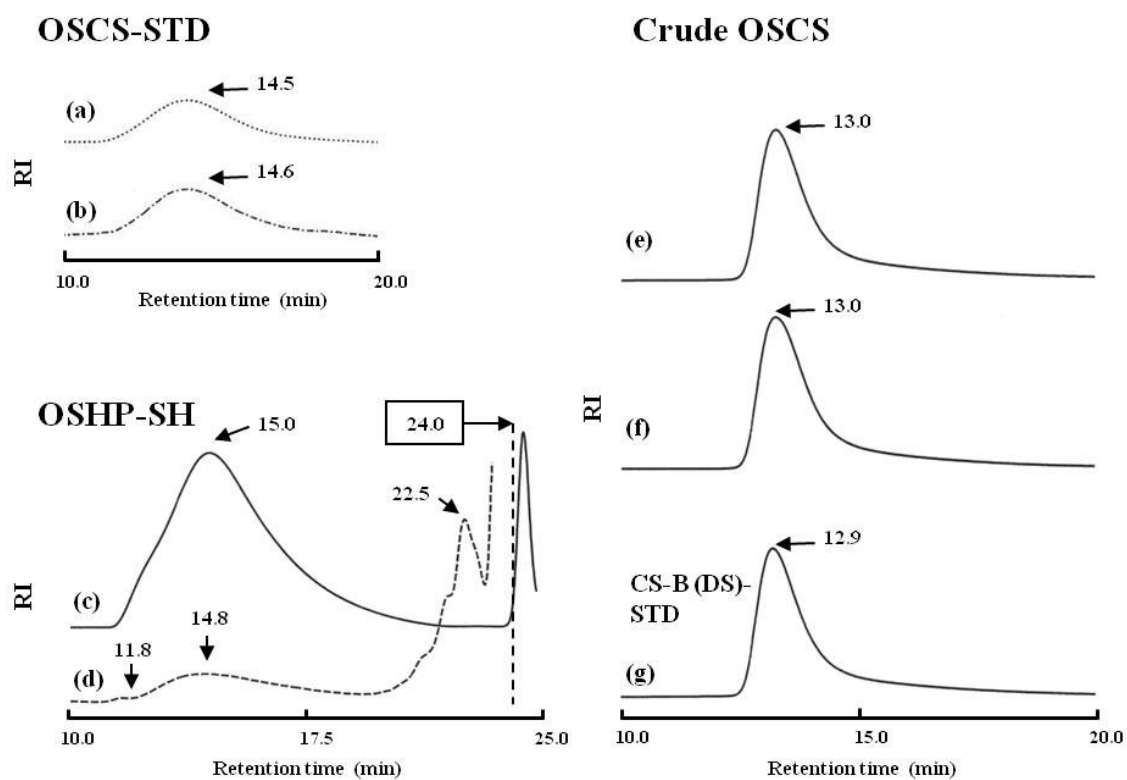 OSCS-STD
(a)
14.5
RI
(b)
14.6
10.0
20.0
Retention time (min)
OSHP-SH
15.0
24.0
22.5
RI
(c)
14.8
11.8
(d)
10.0
17.5
25.0
Retention time (min)
Crude OSCS
13.0
(e)
13.0
RI
(f)
12.9
CS-B (DS)-
STD
(g)
10.0
15.0
20.0
Retention time (min)